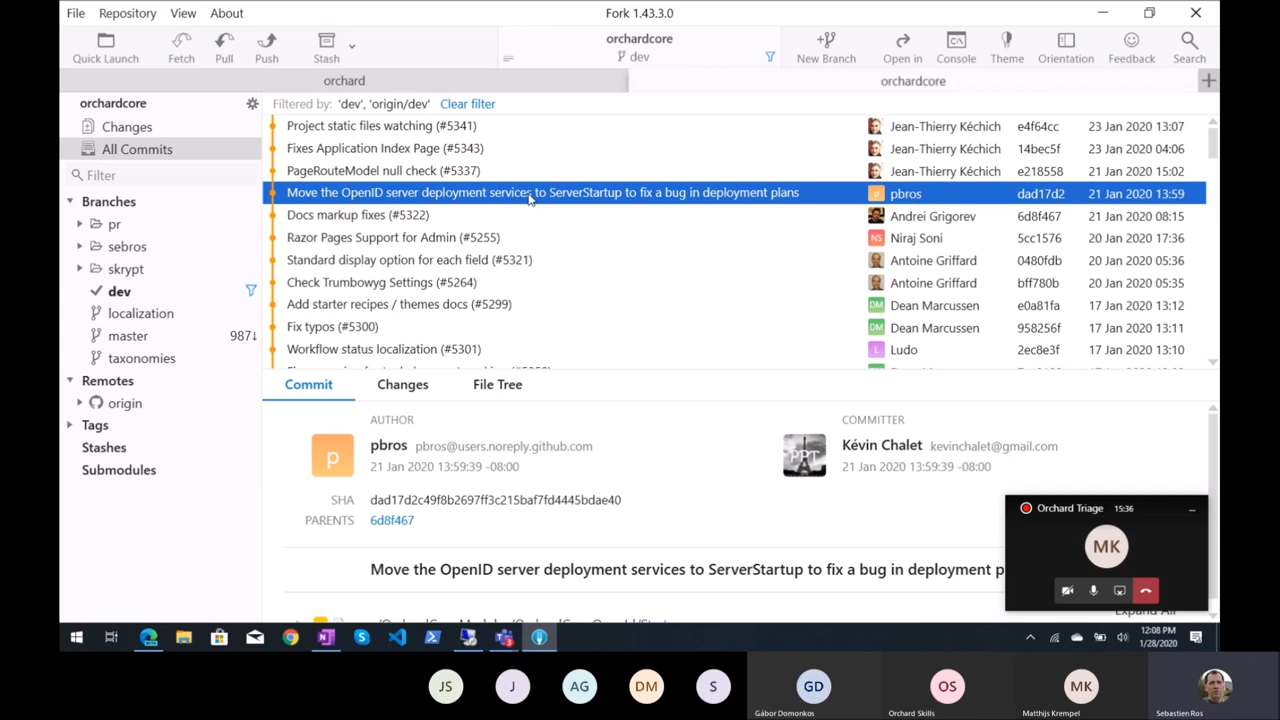 File Repository View About Fork 1.43.3.0
Quick Launch Fetch Pull Push Stash orchardcore dev New Branch Open in Console Theme Orientation Feedback Search
orchard orchardcore
orchardcore
Changes
All Commits
Filter
Branches
pr
sebros
skrypt
dev
localization
master 987↓
taxonomies
Remotes
origin
Tags
Stashes
Submodules
Filtered by: 'dev', 'origin/dev' Clear filter
Project static files watching (#5341) Jean-Thierry Kéchich e4f64cc 23 Jan 2020 13:07
Fixes Application Index Page (#5343) Jean-Thierry Kéchich 14bec5f 23 Jan 2020 04:06
PageRouteModel null check (#5337) Jean-Thierry Kéchich e218558 21 Jan 2020 15:02
Move the OpenID server deployment services to ServerStartup to fix a bug in deployment plans p pbros dad17d2 21 Jan 2020 13:59
Docs markup fixes (#5322) Andrei Grigorev 6d8f467 21 Jan 2020 08:15
Razor Pages Support for Admin (#5255) NS Niraj Soni 5cc1576 20 Jan 2020 17:36
Standard display option for each field (#5321) Antoine Griffard 0480fdb 20 Jan 2020 05:36
Check Trumbowyg Settings (#5264) Antoine Griffard bff780b 20 Jan 2020 05:35
Add starter recipes / themes docs (#5299) DM Dean Marcussen e0a81fa 17 Jan 2020 13:12
Fix typos (#5300) DM Dean Marcussen 958256f 17 Jan 2020 13:11
Workflow status localization (#5301) L Ludo 2ec8e3f 17 Jan 2020 13:10
Commit Changes File Tree
AUTHOR COMMITTER
p pbros pbros@users.noreply.github.com PPT Kévin Chalet kevinchalet@gmail.com
21 Jan 2020 13:59:39 -08:00 21 Jan 2020 13:59:39 -08:00
SHA dad17d2c49f8b2697ff3c215baf7fd4445bdae40
PARENTS 6d8f467
Move the OpenID server deployment services to ServerStartup to fix a bug in deployment p
Expand All
Orchard Triage 15:36
MK
12:08 PM
1/28/2020
JS J AG DM S GD OS MK
Gábor Domonkos Orchard Skills Matthijs Krempel Sebastien Ros